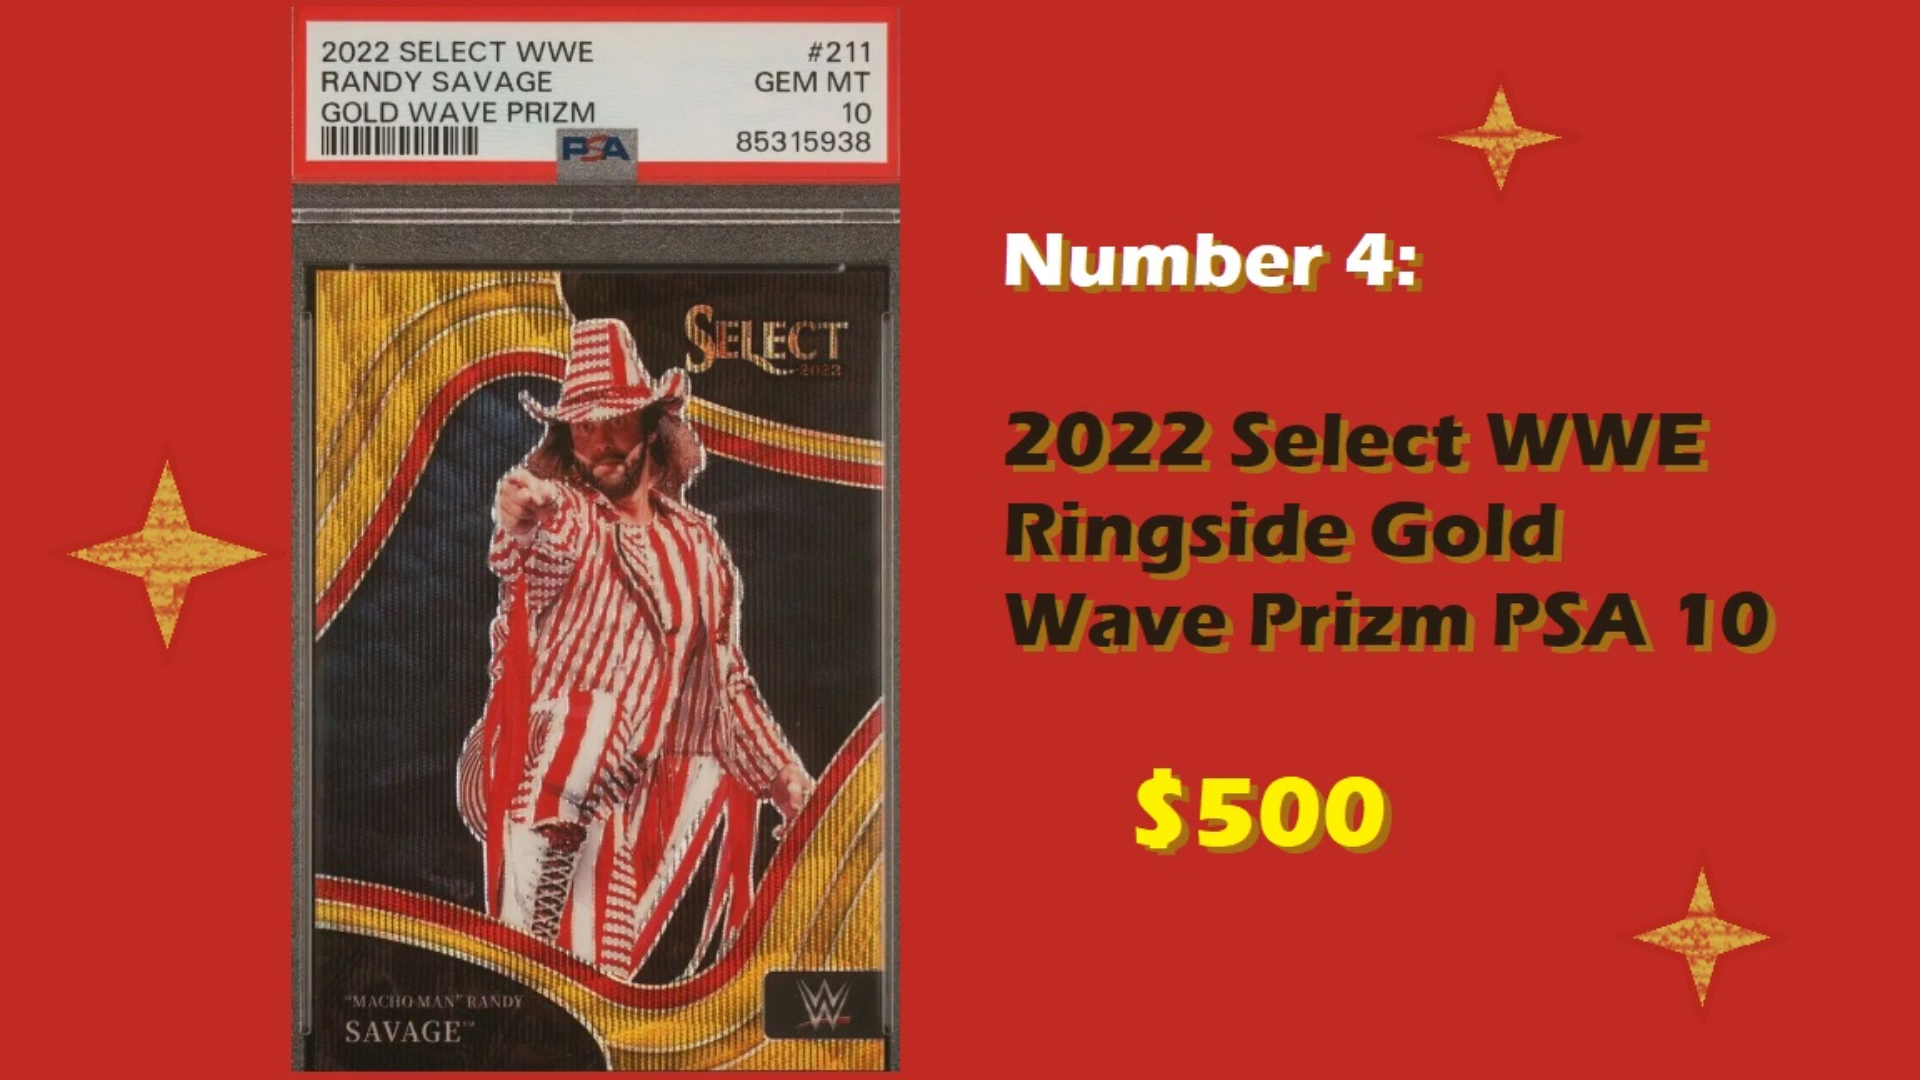 2022 SELECT WWE #211
RANDY SAVAGE GEM MT
GOLD WAVE PRIZM 10
PSA 85315938
SELECT
2022
"MACHO MAN" RANDY
SAVAGE™
W
Number 4:
2022 Select WWE
Ringside Gold
Wave Prizm PSA 10
$500